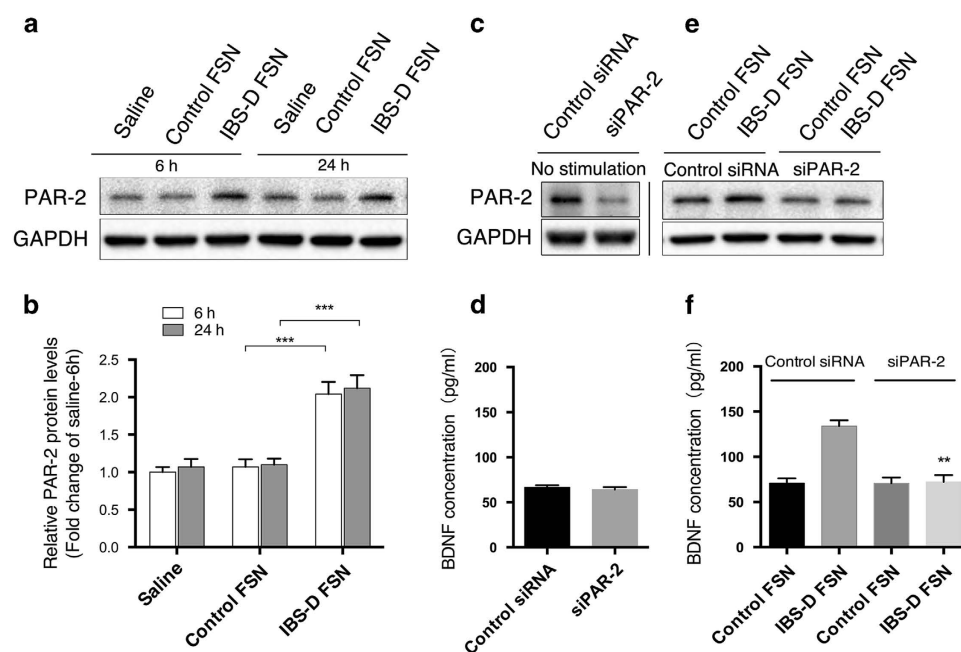 a
Saline
Control FSN
IBS-D FSN
Saline
Control FSN
IBS-D FSN
6 h
24 h
PAR-2
GAPDH
c
Control siRNA
siPAR-2
No stimulation
PAR-2
GAPDH
e
Control FSN
IBS-D FSN
Control FSN
IBS-D FSN
Control siRNA
siPAR-2
b
6 h
24 h
***
***
Relative PAR-2 protein levels
(Fold change of saline-6h)
2.5
2.0
1.5
1.0
0.5
0.0
Saline
Control FSN
IBS-D FSN
d
BDNF concentration (pg/ml)
200
150
100
50
0
Control siRNA
siPAR-2
f
BDNF concentration (pg/ml)
200
150
100
50
0
Control siRNA
siPAR-2
**
Control FSN
IBS-D FSN
Control FSN
IBS-D FSN